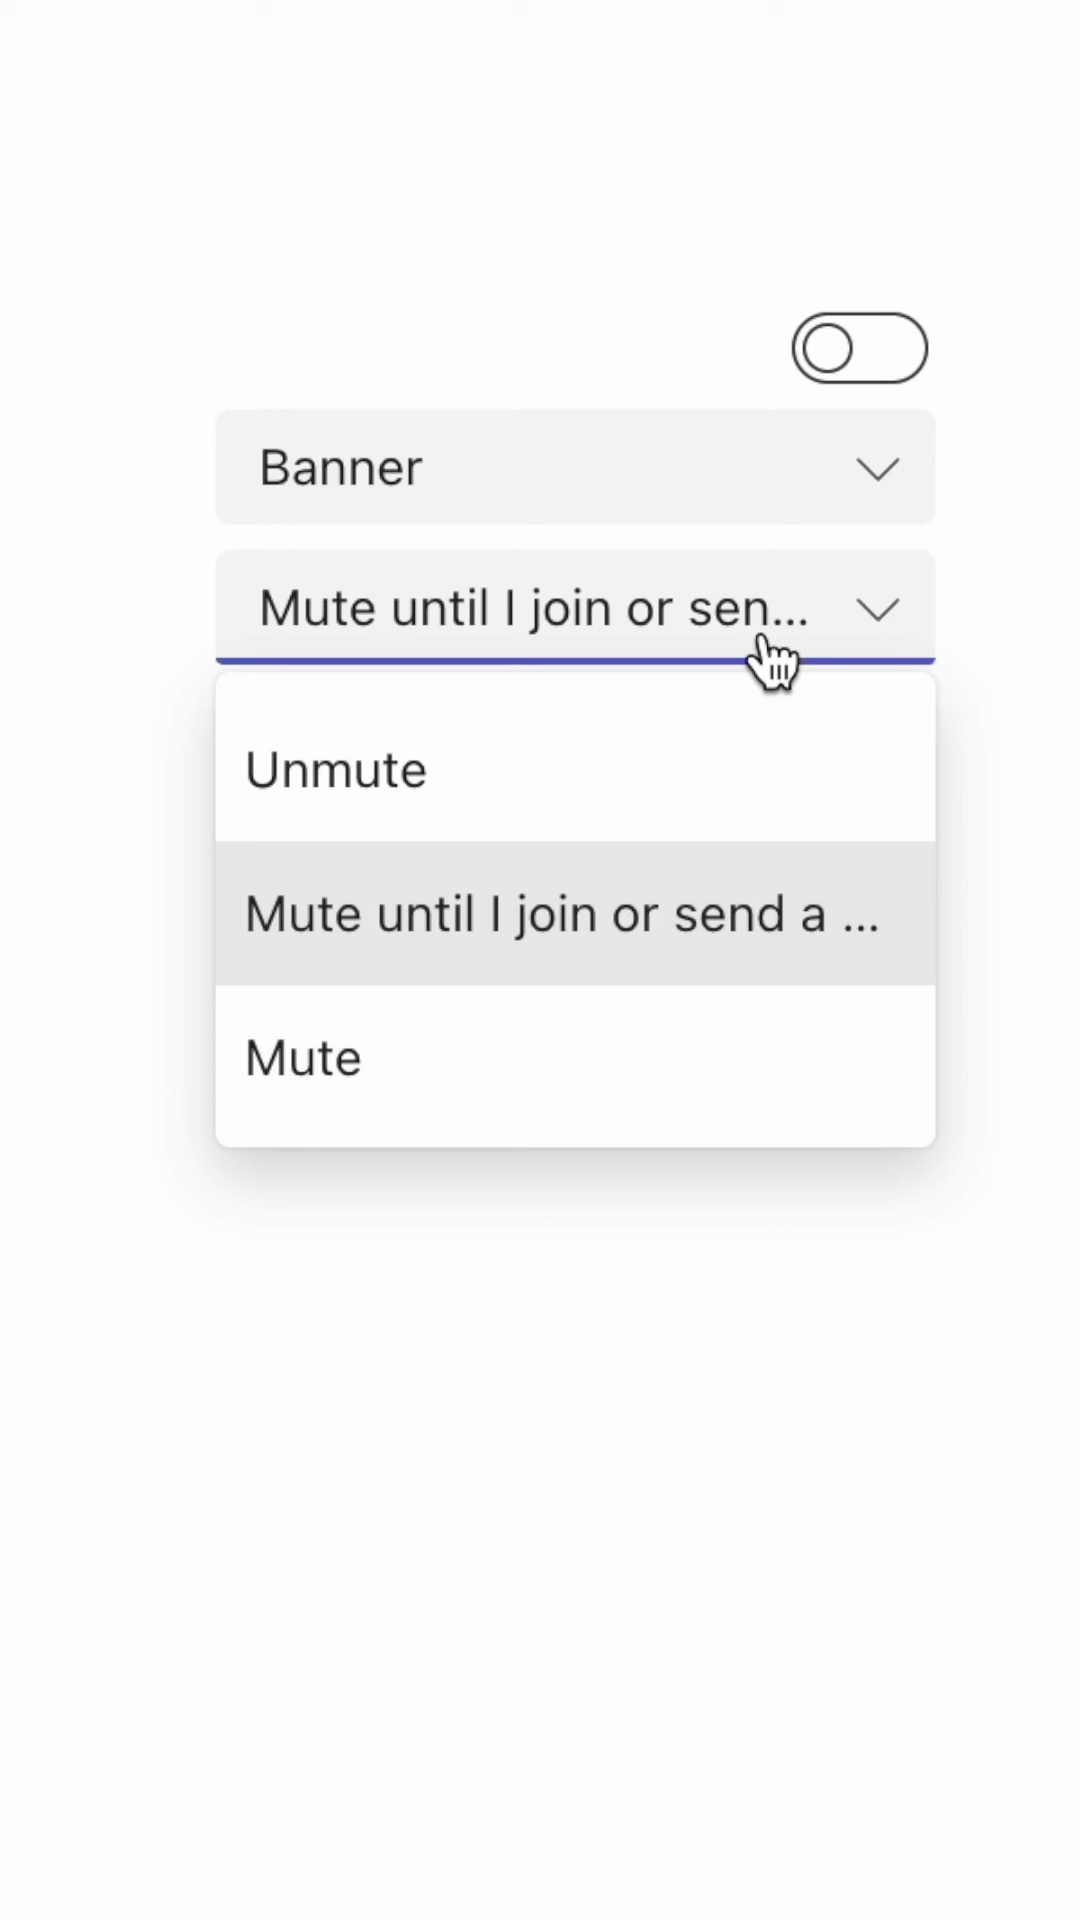 Banner
Mute until I join or sen...
Unmute
Mute until I join or send a ...
Mute